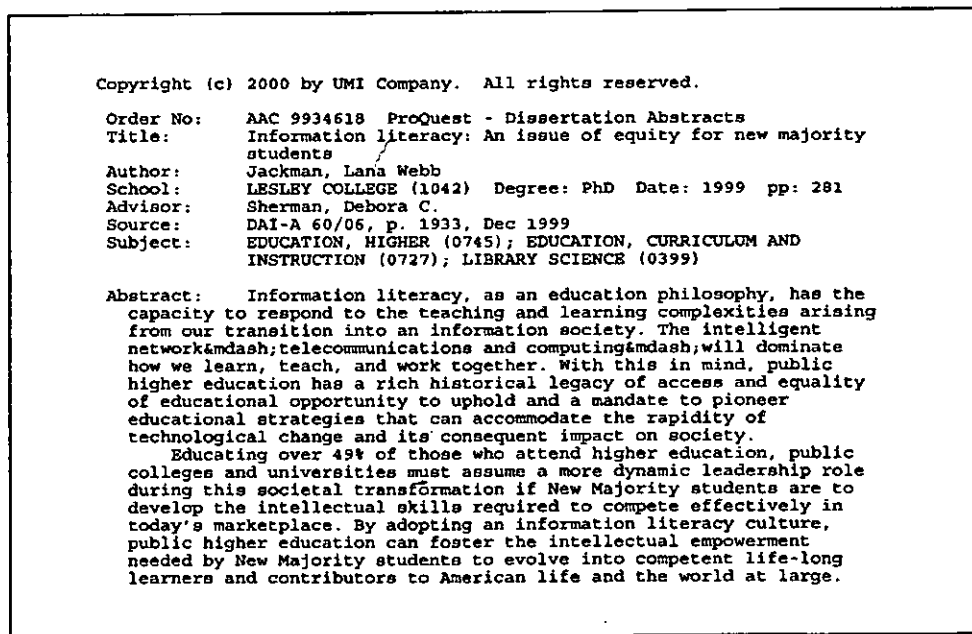 Copyright (c) 2000 by UMI Company.  All rights reserved.
Order No: AAC 9934618 ProQuest - Dissertation Abstracts
Title: Information literacy: An issue of equity for new majority
students
Author: Jackman, Lana Webb
School: LESLEY COLLEGE (1042) Degree: PhD Date: 1999 pp: 281
Advisor: Sherman, Debora C.
Source: DAI-A 60/06, p. 1933, Dec 1999
Subject: EDUCATION, HIGHER (0745); EDUCATION, CURRICULUM AND
INSTRUCTION (0727); LIBRARY SCIENCE (0399)
Abstract: Information literacy, as an education philosophy, has the
capacity to respond to the teaching and learning complexities arising
from our transition into an information society. The intelligent
network&mdash;telecommunications and computing&mdash;will dominate
how we learn, teach, and work together. With this in mind, public
higher education has a rich historical legacy of access and equality
of educational opportunity to uphold and a mandate to pioneer
educational strategies that can accommodate the rapidity of
technological change and its consequent impact on society.
Educating over 49% of those who attend higher education, public
colleges and universities must assume a more dynamic leadership role
during this societal transformation if New Majority students are to
develop the intellectual skills required to compete effectively in
today's marketplace. By adopting an information literacy culture,
public higher education can foster the intellectual empowerment
needed by New Majority students to evolve into competent life-long
learners and contributors to American life and the world at large.